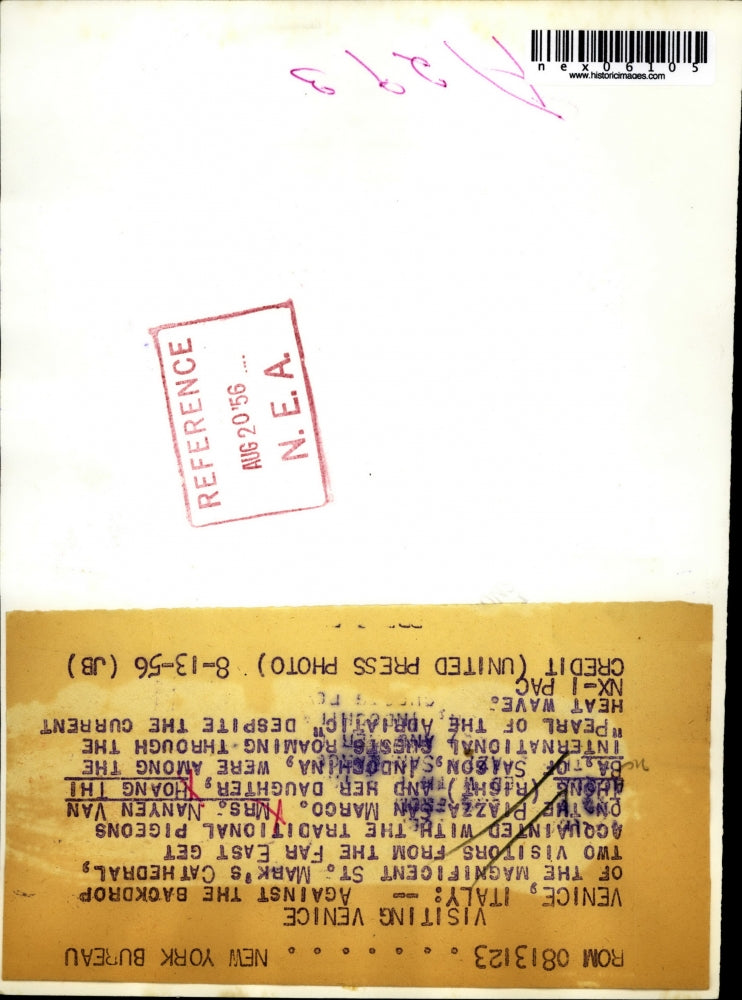 nex06105
www.historicimages.com
A 293
REFERENCE
AUG 20 '56
N. E. A.
ROM 0813123 . . . . . . . NEW YORK BUREAU
VISITING VENICE
VENICE, ITALY: -- AGAINST THE BACKDROP
OF THE MAGNIFICENT ST. MARK'S CATHEDRAL,
TWO VISITORS FROM THE FAR EAST GET
ACQUAINTED WITH THE TRADITIONAL PIGEONS
ON THE PIAZZA SAN MARCO. MRS. NANYEN VAN
(RIGHT) AND HER DAUGHTER, HOANG THI
BA, OF SAIGON, WERE AMONG THE
INTERNATIONAL GUESTS ROAMING THROUGH THE
"PEARL OF THE ADRIATIC" DESPITE THE CURRENT
HEAT WAVE.
NX-1 PAC
CREDIT (UNITED PRESS PHOTO) 8-13-56 (JB)